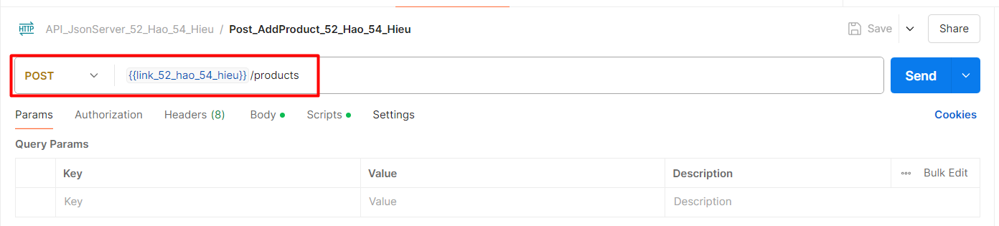 HTTP API_JsonServer_52_Hao_54_Hieu / Post_AddProduct_52_Hao_54_Hieu Save Share
POST {{link_52_hao_54_hieu}} /products Send
Params Authorization Headers (8) Body Scripts Settings Cookies
Query Params
Key Value Description Bulk Edit
Key Value Description